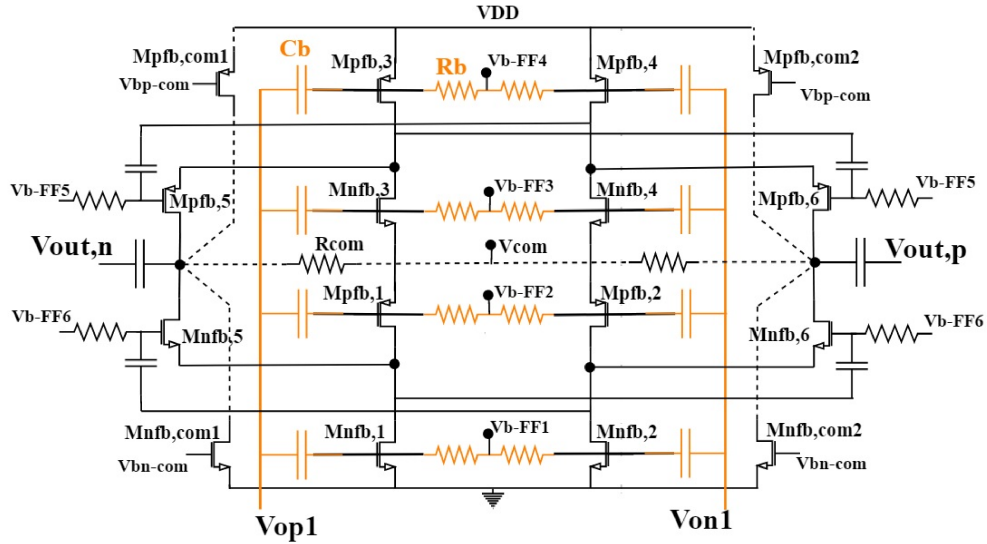 VDD
Mpfb,com1
Cb
Mpfb,3
Rb
Vb-FF4
Mpfb,4
Mpfb,com2
Vbp-com
Vbp-com
Vb-FF5
Mpfb,5
Mnfb,3
Vb-FF3
Mnfb,4
Mpfb,6
Vb-FF5
Vout,n
Rcom
Vcom
Vout,p
Vb-FF6
Mnfb,5
Mpfb,1
Vb-FF2
Mpfb,2
Mnfb,6
Vb-FF6
Mnfb,com1
Mnfb,1
Vb-FF1
Mnfb,2
Mnfb,com2
Vbn-com
Vbn-com
Vop1
Von1